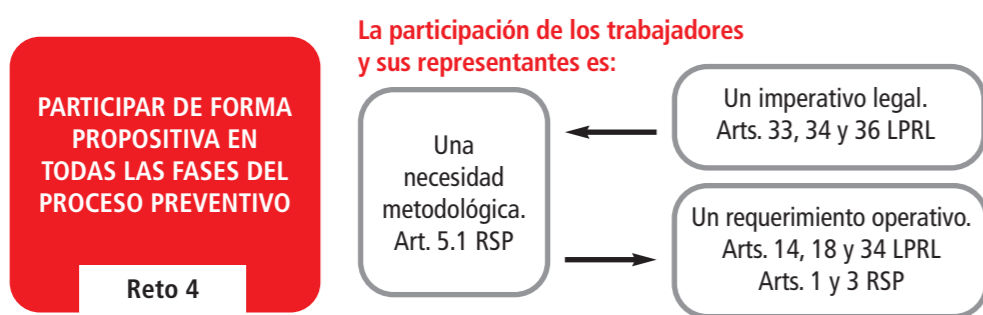 PARTICIPAR DE FORMA
PROPOSITIVA EN
TODAS LAS FASES DEL
PROCESO PREVENTIVO
Reto 4
La participación de los trabajadores
y sus representantes es:
Una
necesidad
metodológica.
Art. 5.1 RSP
Un imperativo legal.
Arts. 33, 34 y 36 LPRL
Un requerimiento operativo.
Arts. 14, 18 y 34 LPRL
Arts. 1 y 3 RSP